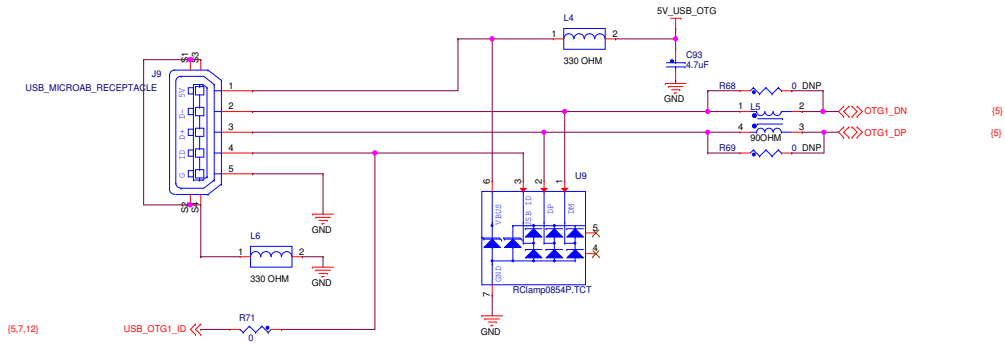 5V_USB_OTG
L4
1 2
330 OHM
C93
4.7uF
GND
J9
S1
S3
USB_MICROAB_RECEPTACLE
5V
D-
D+
ID
G
1
2
3
4
5
S2
S4
R68 0 DNP
1 L5 2
4 3
90OHM
R69 0 DNP
OTG1_DN {5}
OTG1_DP {5}
GND
U9
6 3 2 1
VBUS
USB ID
DP
DM
5
4
GND
7
RClamp0854P.TCT
GND
L6
1 2
330 OHM
GND
{5,7,12} USB_OTG1_ID
R71
0